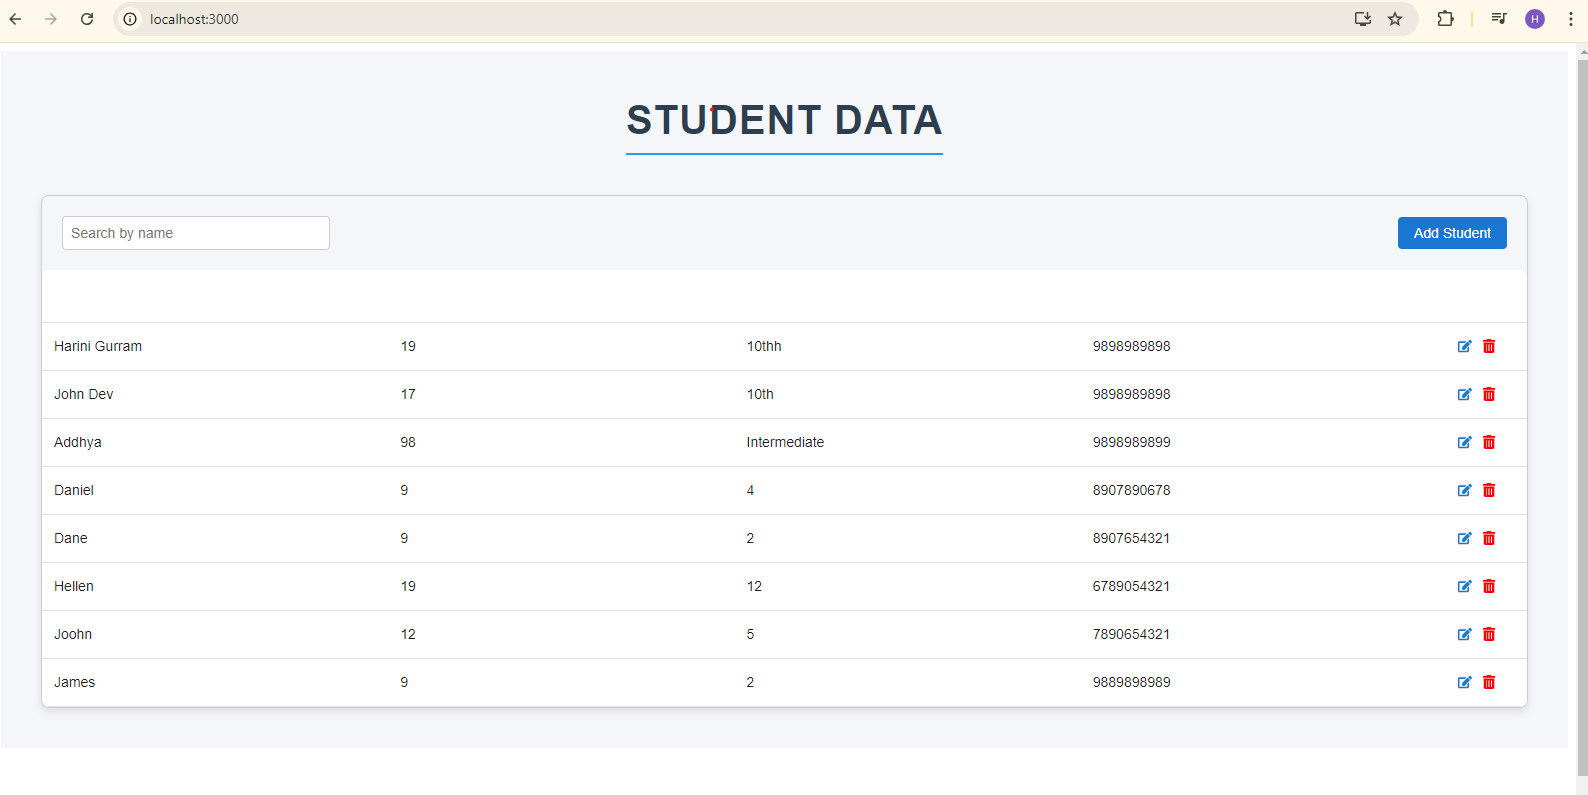 localhost:3000
H
STUDENT DATA
Search by name
Add Student
Harini Gurram 19 10thh 9898989898
John Dev 17 10th 9898989898
Addhya 98 Intermediate 9898989899
Daniel 9 4 8907890678
Dane 9 2 8907654321
Hellen 19 12 6789054321
Joohn 12 5 7890654321
James 9 2 9889898989